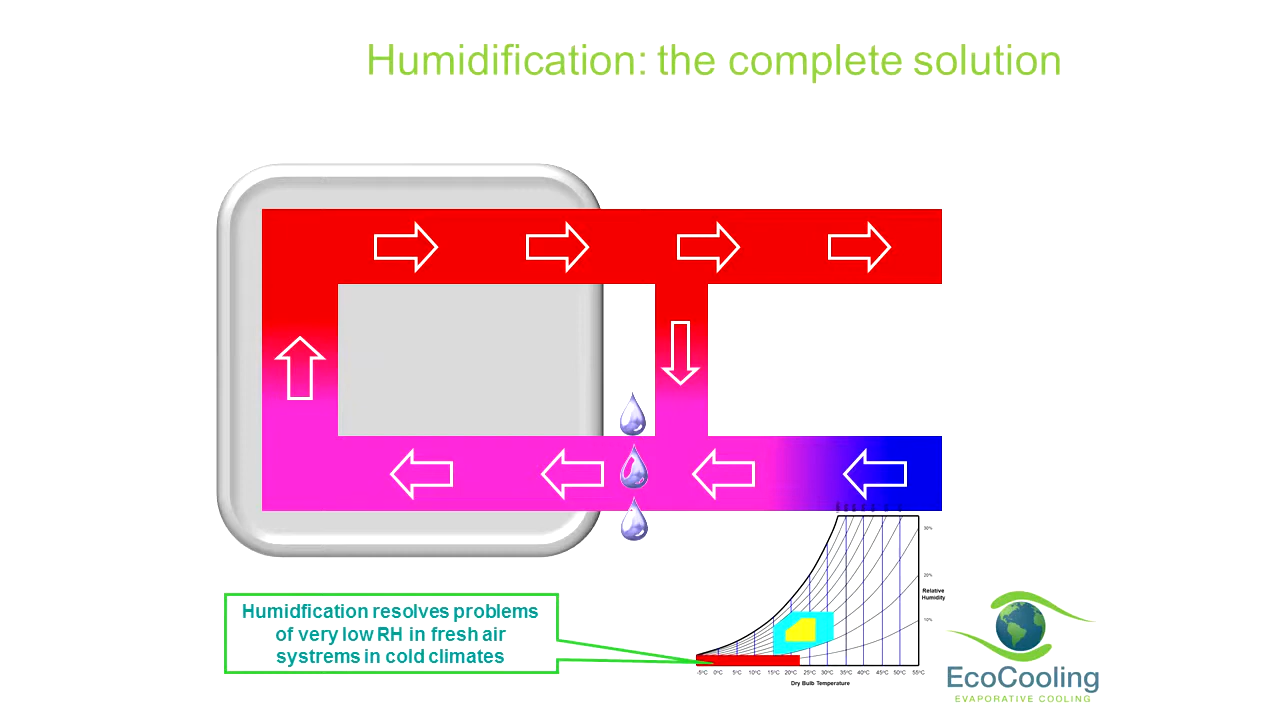 Humidification: the complete solution
30%
20%
Relative
Humidity
10%
Humidfication resolves problems
of very low RH in fresh air
systrems in cold climates
-5°C 0°C 5°C 10°C 15°C 20°C 25°C 30°C 35°C 40°C 45°C 50°C 55°C
Dry Bulb Temperature
EcoCooling
EVAPORATIVE COOLING